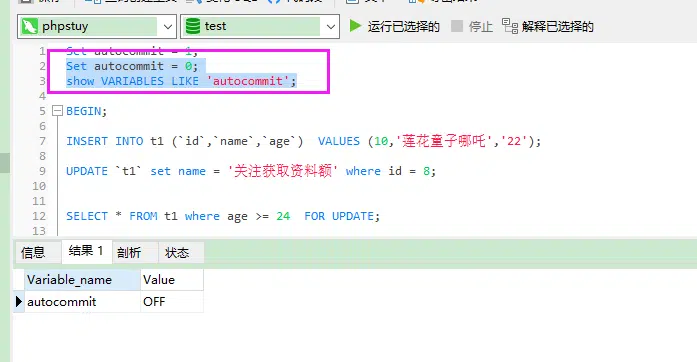 phpstuy
test
运行已选择的
停止
解释已选择的
1 Set autocommit = 1;
2 Set autocommit = 0;
3 show VARIABLES LIKE 'autocommit';
4
5 BEGIN;
6
7 INSERT INTO t1 (`id`,`name`,`age`) VALUES (10,'莲花童子哪吒','22');
8
9 UPDATE `t1` set name = '关注获取资料额' where id = 8;
10
11
12 SELECT * FROM t1 where age >= 24 FOR UPDATE;
13
信息 结果 1 剖析 状态
Variable_name Value
autocommit OFF